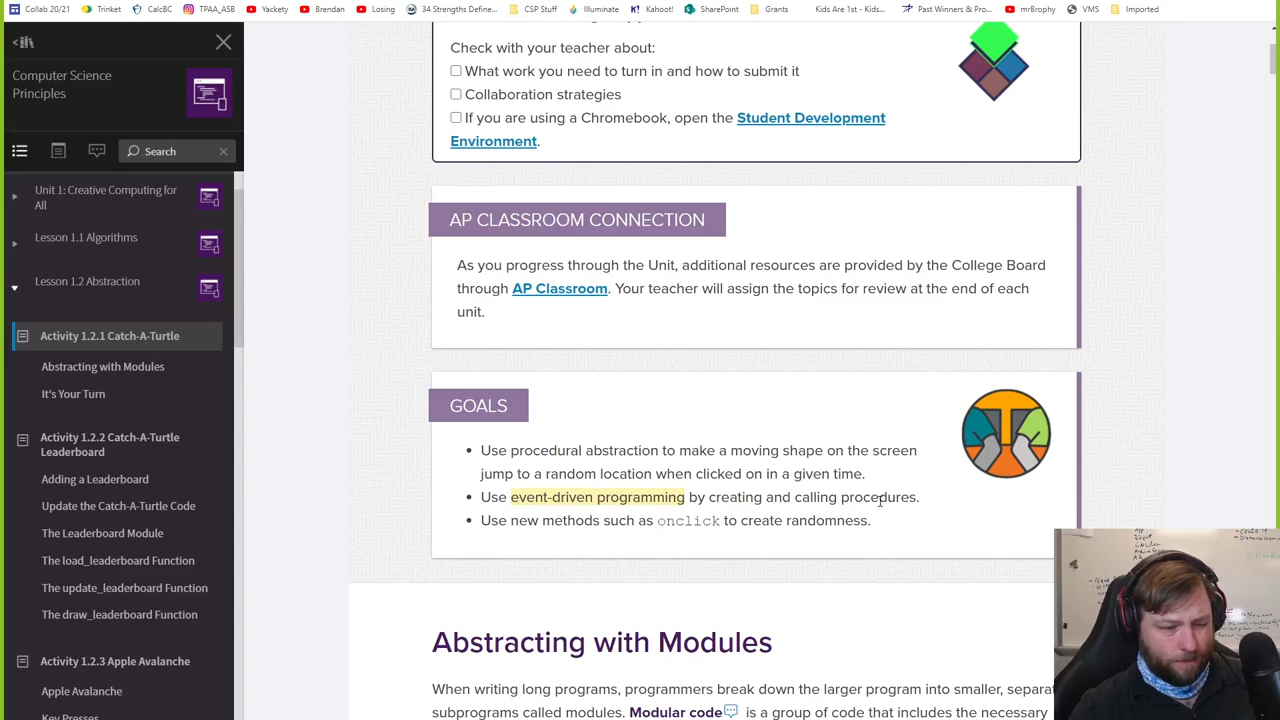 Collab 20/21 Trinket CalcBC TPAA_ASB Yackety Brendan Losing 34 Strengths Define... CSP Stuff Illuminate Kahoot! SharePoint Grants Kids Are 1st - Kids... Past Winners & Pro... mrBrophy VMS Imported
Computer Science
Principles
Search
Unit 1: Creative Computing for
All
Lesson 1.1 Algorithms
Lesson 1.2 Abstraction
Activity 1.2.1 Catch-A-Turtle
Abstracting with Modules
It's Your Turn
Activity 1.2.2 Catch-A-Turtle
Leaderboard
Adding a Leaderboard
Update the Catch-A-Turtle Code
The Leaderboard Module
The load_leaderboard Function
The update_leaderboard Function
The draw_leaderboard Function
Activity 1.2.3 Apple Avalanche
Apple Avalanche
Key Presses
Check with your teacher about:
What work you need to turn in and how to submit it
Collaboration strategies
If you are using a Chromebook, open the Student Development
Environment.
AP CLASSROOM CONNECTION
As you progress through the Unit, additional resources are provided by the College Board
through AP Classroom. Your teacher will assign the topics for review at the end of each
unit.
GOALS
Use procedural abstraction to make a moving shape on the screen
jump to a random location when clicked on in a given time.
Use event-driven programming by creating and calling procedures.
Use new methods such as onclick to create randomness.
Abstracting with Modules
When writing long programs, programmers break down the larger program into smaller, separat
subprograms called modules. Modular code is a group of code that includes the necessary